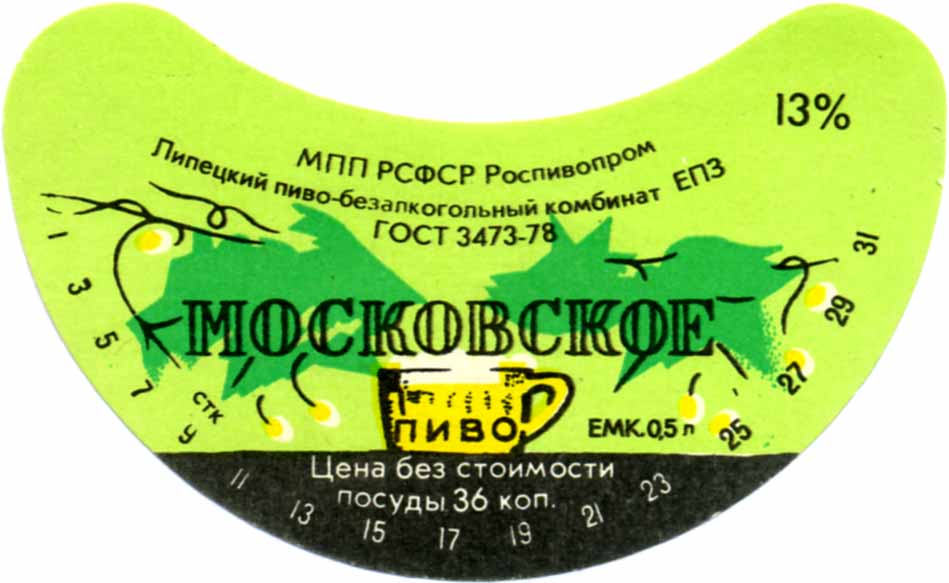 13%
МПП РСФСР Роспивопром
Липецкий пиво-безалкогольный комбинат ЕПЗ
ГОСТ 3473-78
МОСКОВСКОЕ
ПИВО
ЕМК.0,5 л
Цена без стоимости
посуды 36 коп.
1
3
5
7
стк
9
11
13
15
17
19
21
23
25
27
29
31